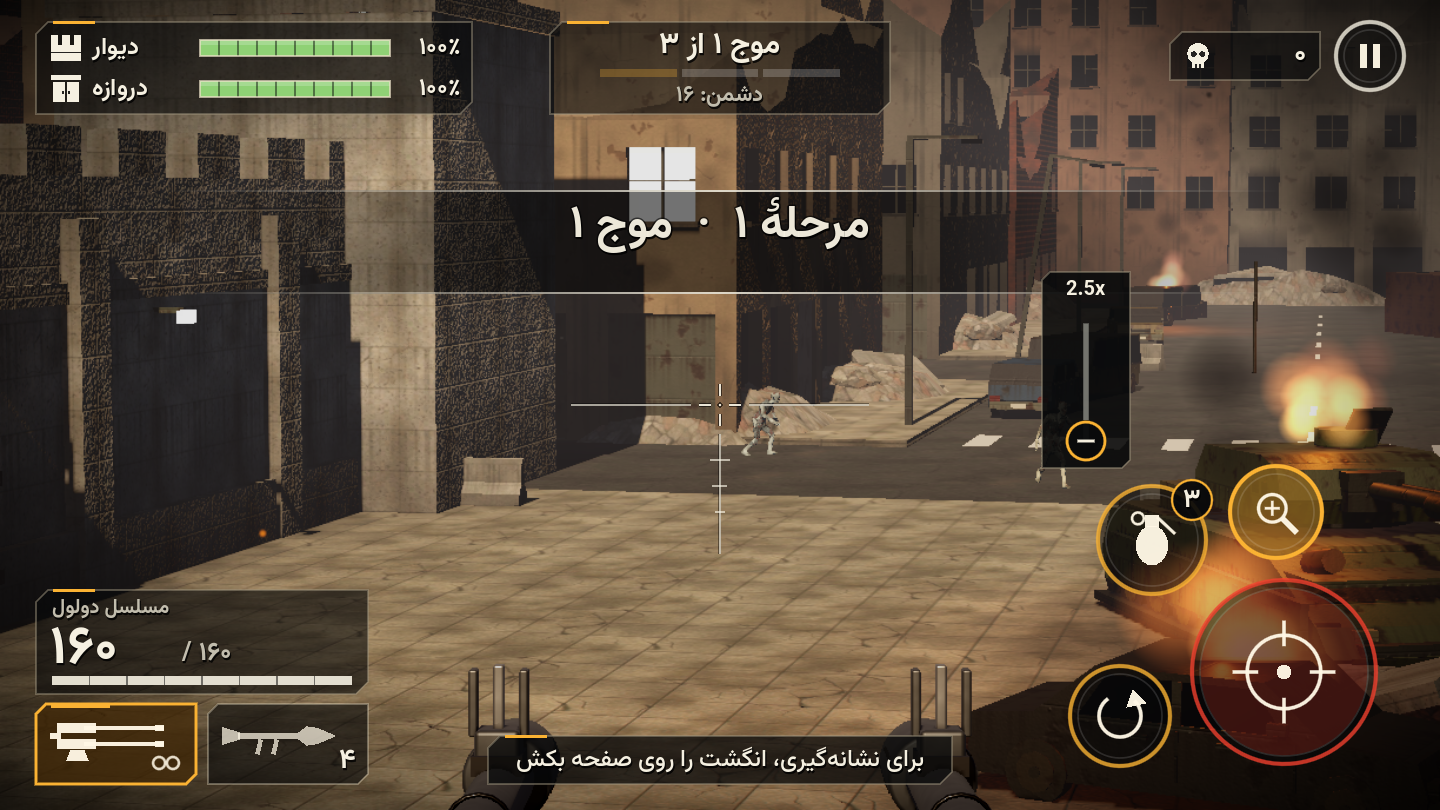 دیوار ۱۰۰٪
دروازه ۱۰۰٪
موج ۱ از ۳
دشمن: ۱۶
۰
مرحلهٔ ۱ · موج ۱
2.5x
۳
مسلسل دولول
۱۶۰ / ۱۶۰
∞
۴
برای نشانه‌گیری، انگشت را روی صفحه بکش